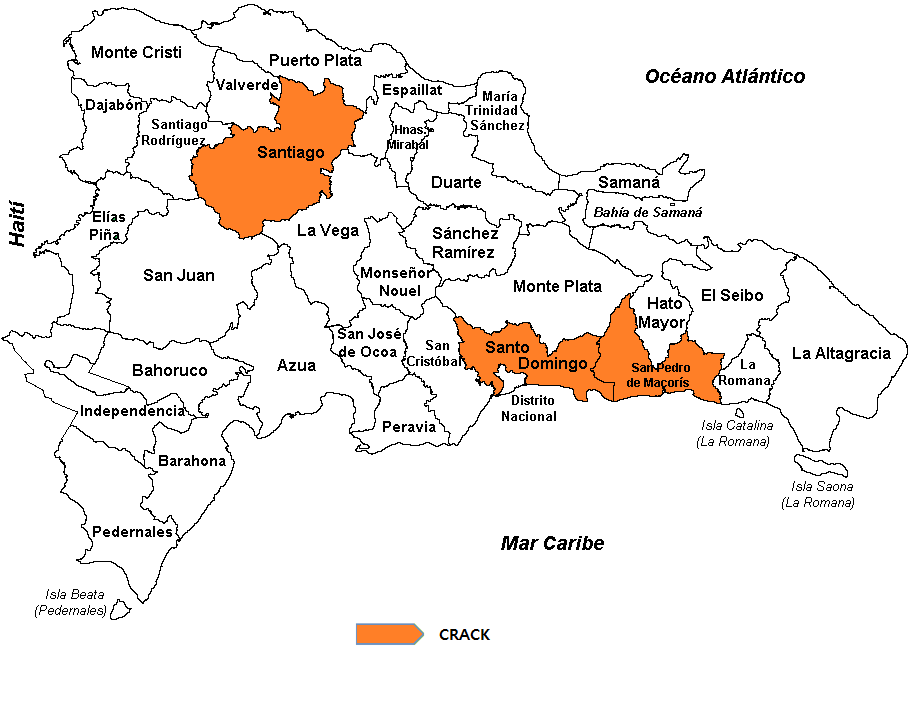 Monte Cristi
Puerto Plata
Océano Atlántico
Valverde
Espaillat
María
Trinidad
Sánchez
Dajabón
Santiago
Rodríguez
Hnas.
Mirabal
Santiago
Duarte
Samaná
Bahía de Samaná
Haití
Elías
Piña
La Vega
Sánchez
Ramírez
San Juan
Monseñor
Nouel
Monte Plata
Hato
Mayor
El Seibo
San José
de Ocoa
San
Cristóbal
Santo
Domingo
San Pedro
de Macorís
La
Romana
La Altagracia
Azua
Bahoruco
Independencia
Distrito
Nacional
Peravia
Isla Catalina
(La Romana)
Barahona
Isla Saona
(La Romana)
Pedernales
Mar Caribe
Isla Beata
(Pedernales)
CRACK